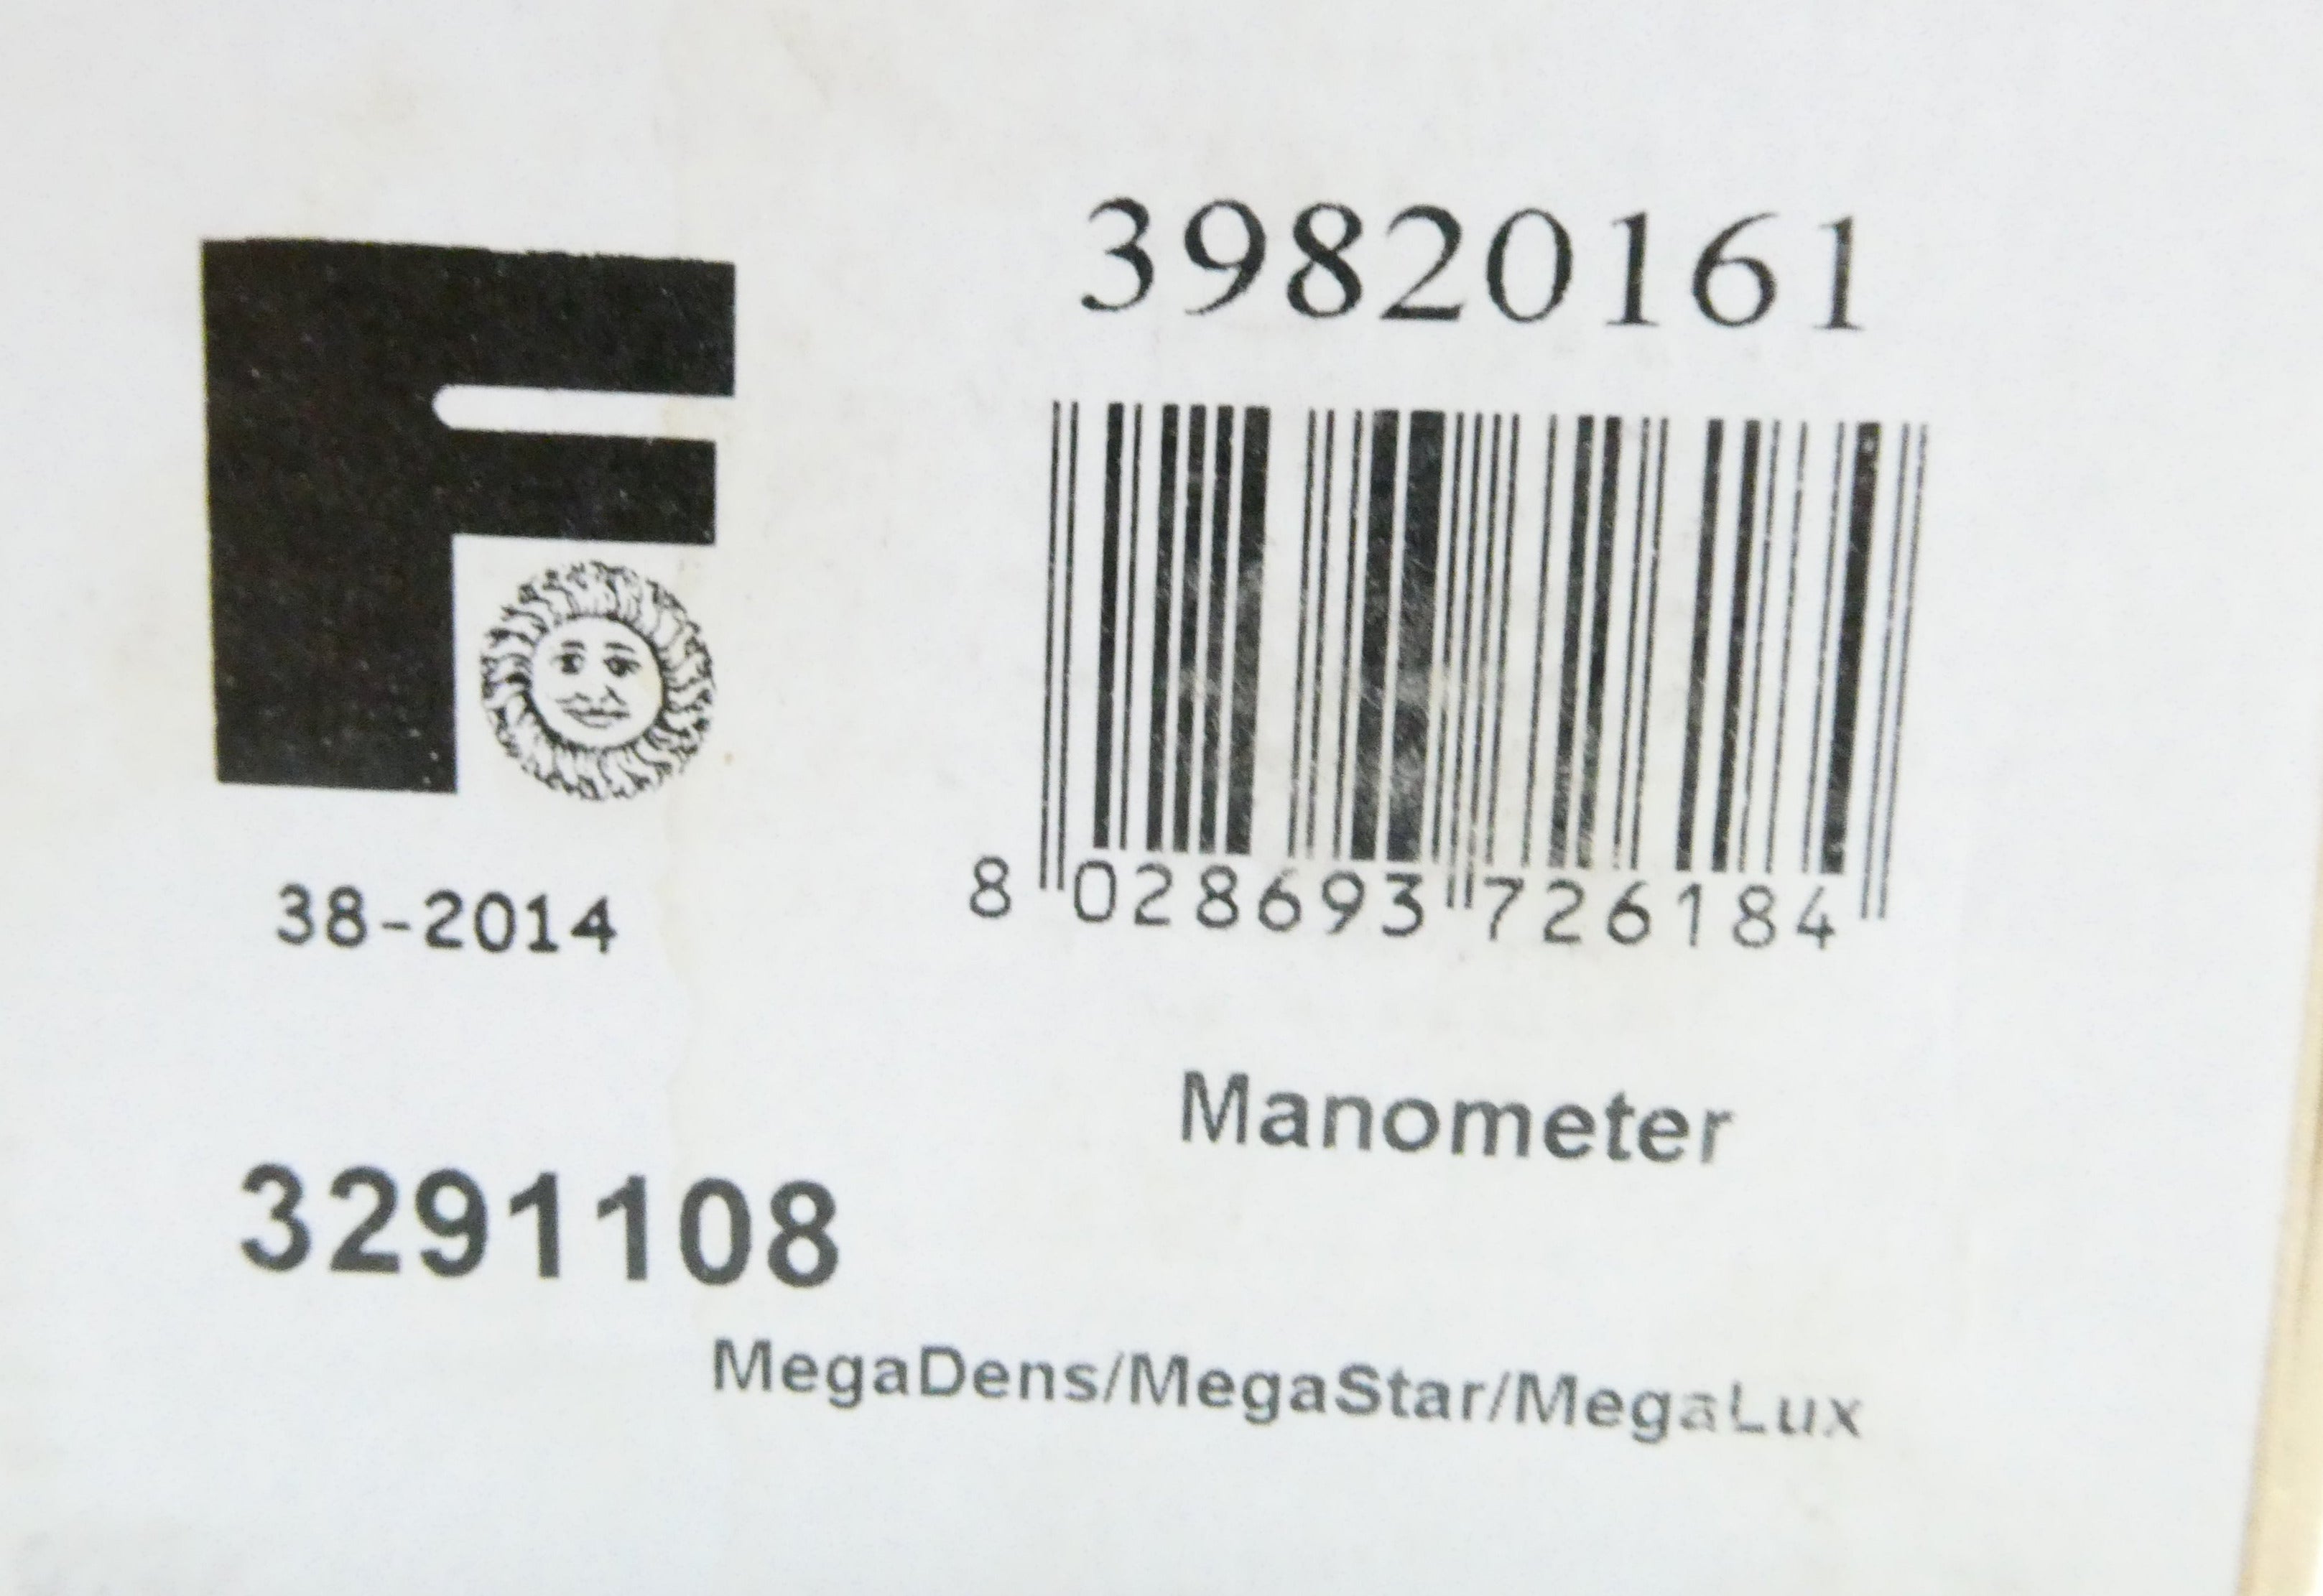 39820161
F
8 028693 726184
38-2014
Manometer
3291108
MegaDens/MegaStar/MegaLux